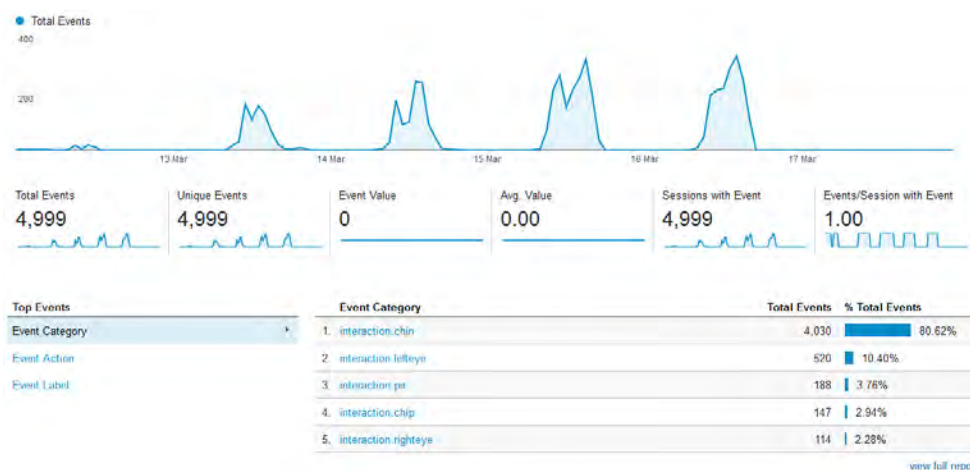 Total Events
400
200
13 Mar 14 Mar 15 Mar 16 Mar 17 Mar
Total Events Unique Events Event Value Avg. Value Sessions with Event Events/Session with Event
4,999 4,999 0 0.00 4,999 1.00
Top Events Event Category Total Events % Total Events
Event Category 1. interaction.chin 4,030 80.62%
Event Action 2. interaction.lefteye 520 10.40%
Event Label 3. interaction.pir 188 3.76%
4. interaction.chip 147 2.94%
5. interaction.righteye 114 2.28%
view full repo